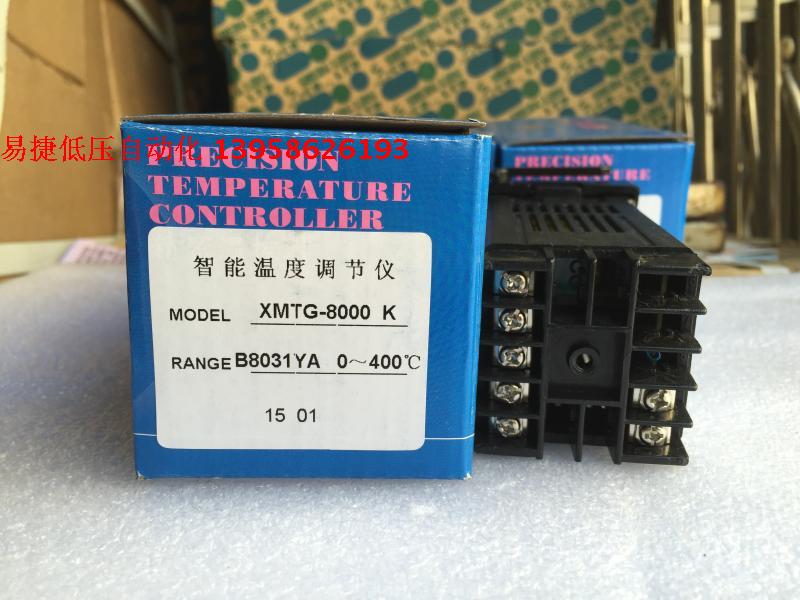 易捷低压自动化 13958626193
PRECISION
TEMPERATURE
CONTROLLER
智能温度调节仪
MODEL XMTG-8000 K
RANGE B8031YA 0～400℃
15 01
PRECISION
TEMPERATURE